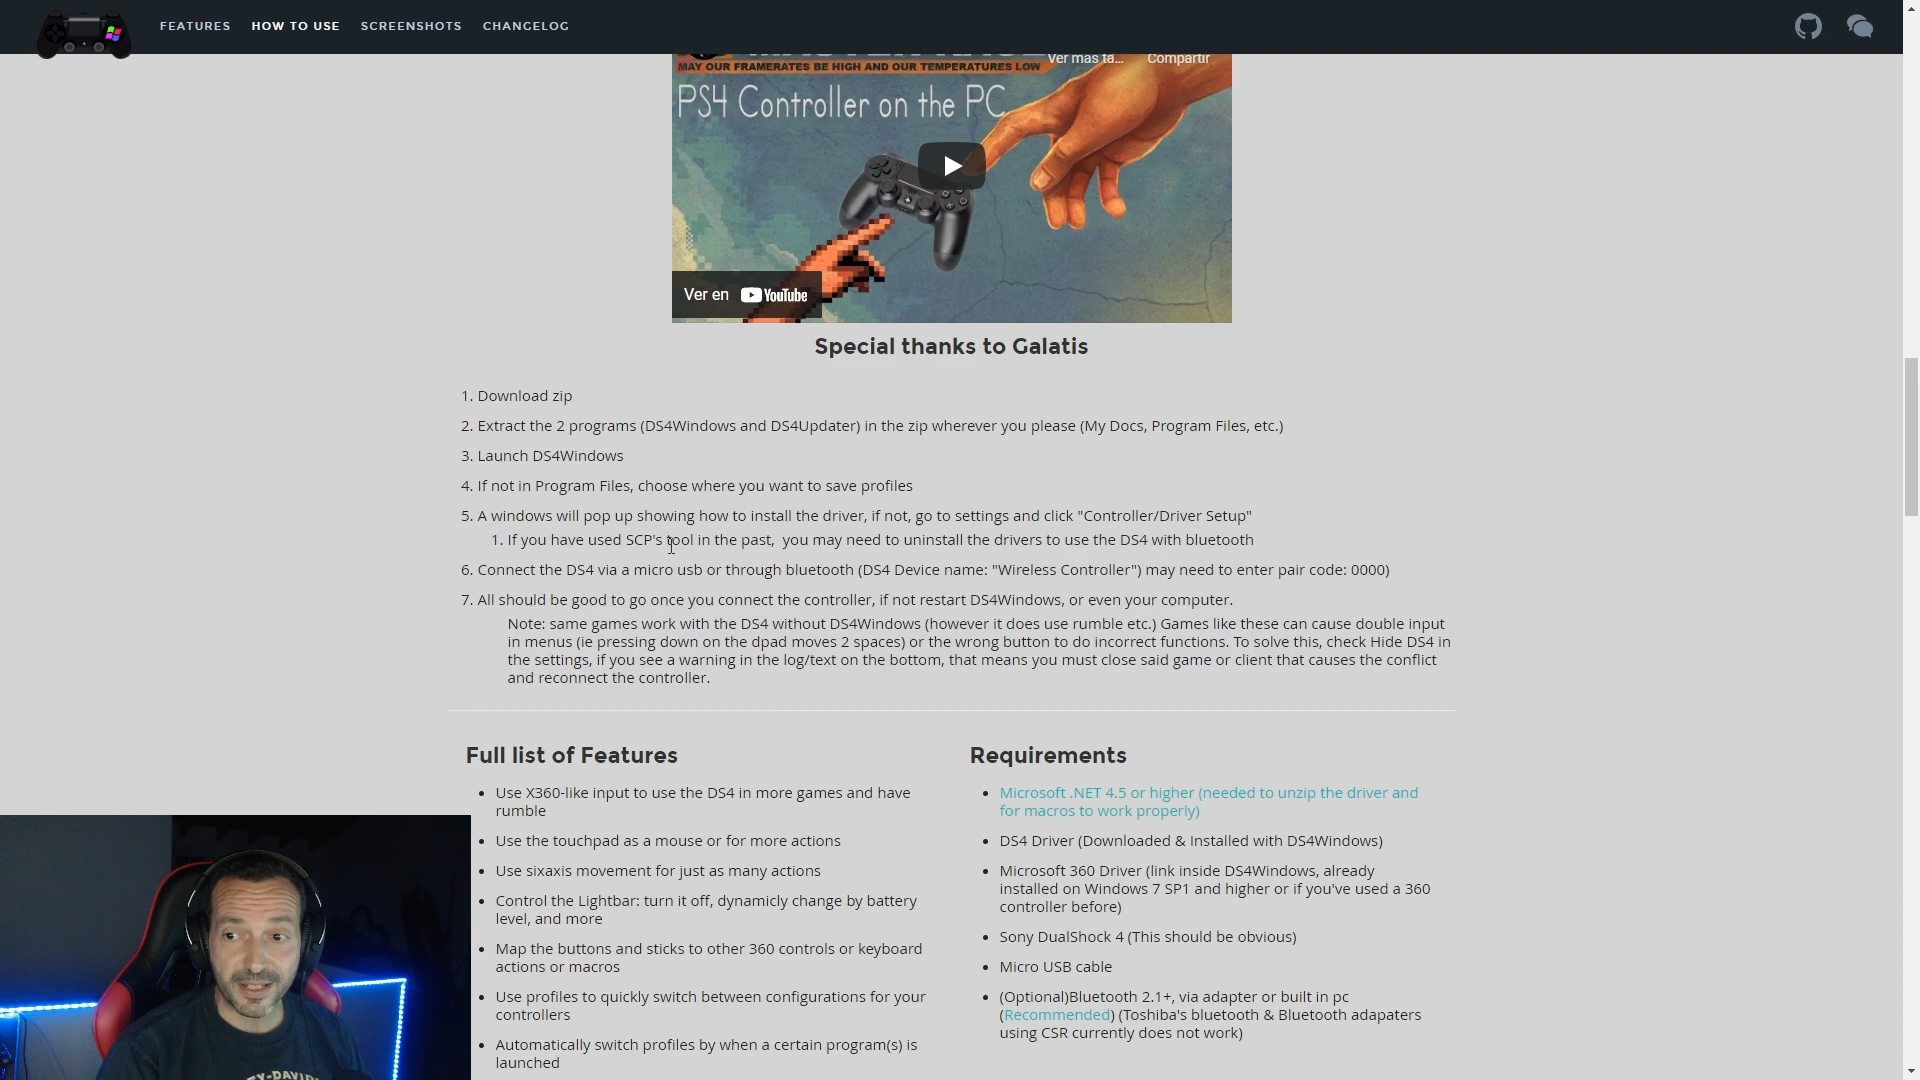 FEATURES
HOW TO USE
SCREENSHOTS
CHANGELOG
MAY OUR FRAMERATES BE HIGH AND OUR TEMPERATURES LOW
Ver más ta...
Compartir
PS4 Controller on the PC
Ver en YouTube
Special thanks to Galatis
1. Download zip
2. Extract the 2 programs (DS4Windows and DS4Updater) in the zip wherever you please (My Docs, Program Files, etc.)
3. Launch DS4Windows
4. If not in Program Files, choose where you want to save profiles
5. A windows will pop up showing how to install the driver, if not, go to settings and click "Controller/Driver Setup"
1. If you have used SCP's tool in the past, you may need to uninstall the drivers to use the DS4 with bluetooth
6. Connect the DS4 via a micro usb or through bluetooth (DS4 Device name: "Wireless Controller") may need to enter pair code: 0000)
7. All should be good to go once you connect the controller, if not restart DS4Windows, or even your computer.
Note: same games work with the DS4 without DS4Windows (however it does use rumble etc.) Games like these can cause double input
in menus (ie pressing down on the dpad moves 2 spaces) or the wrong button to do incorrect functions. To solve this, check Hide DS4 in
the settings, if you see a warning in the log/text on the bottom, that means you must close said game or client that causes the conflict
and reconnect the controller.
Full list of Features
• Use X360-like input to use the DS4 in more games and have
rumble
• Use the touchpad as a mouse or for more actions
• Use sixaxis movement for just as many actions
• Control the Lightbar: turn it off, dynamicly change by battery
level, and more
• Map the buttons and sticks to other 360 controls or keyboard
actions or macros
• Use profiles to quickly switch between configurations for your
controllers
• Automatically switch profiles by when a certain program(s) is
launched
Requirements
• Microsoft .NET 4.5 or higher (needed to unzip the driver and
for macros to work properly)
• DS4 Driver (Downloaded & Installed with DS4Windows)
• Microsoft 360 Driver (link inside DS4Windows, already
installed on Windows 7 SP1 and higher or if you've used a 360
controller before)
• Sony DualShock 4 (This should be obvious)
• Micro USB cable
• (Optional)Bluetooth 2.1+, via adapter or built in pc
(Recommended) (Toshiba's bluetooth & Bluetooth adapaters
using CSR currently does not work)